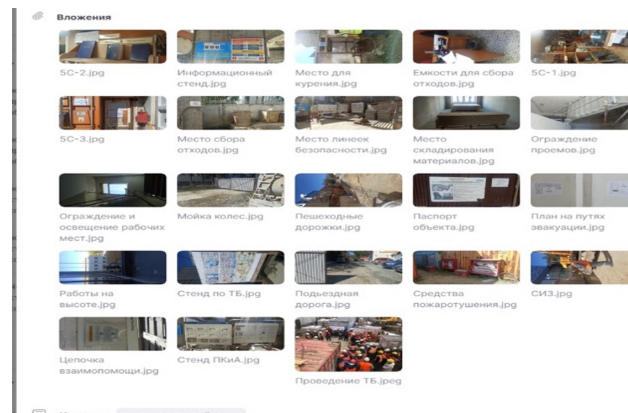 Вложения
5С-2.jpg
Информационный
стенд.jpg
Место для
курения.jpg
Емкости для сбора
отходов.jpg
5С-1.jpg
5С-3.jpg
Место сбора
отходов.jpg
Место линеек
безопасности.jpg
Место
складирования
материалов.jpg
Ограждение
проемов.jpg
Ограждение и
освещение рабочих
мест.jpg
Мойка колес.jpg
Пешеходные
дорожки.jpg
Паспорт
объекта.jpg
План на путях
эвакуации.jpg
Работы на
высоте.jpg
Стенд по ТБ.jpg
Подьездная
дорога.jpg
Средства
пожаротушения.jpg
СИЗ.jpg
Цепочка
взаимопомощи.jpg
Стенд ПКиА.jpg
Проведение ТБ.jpeg